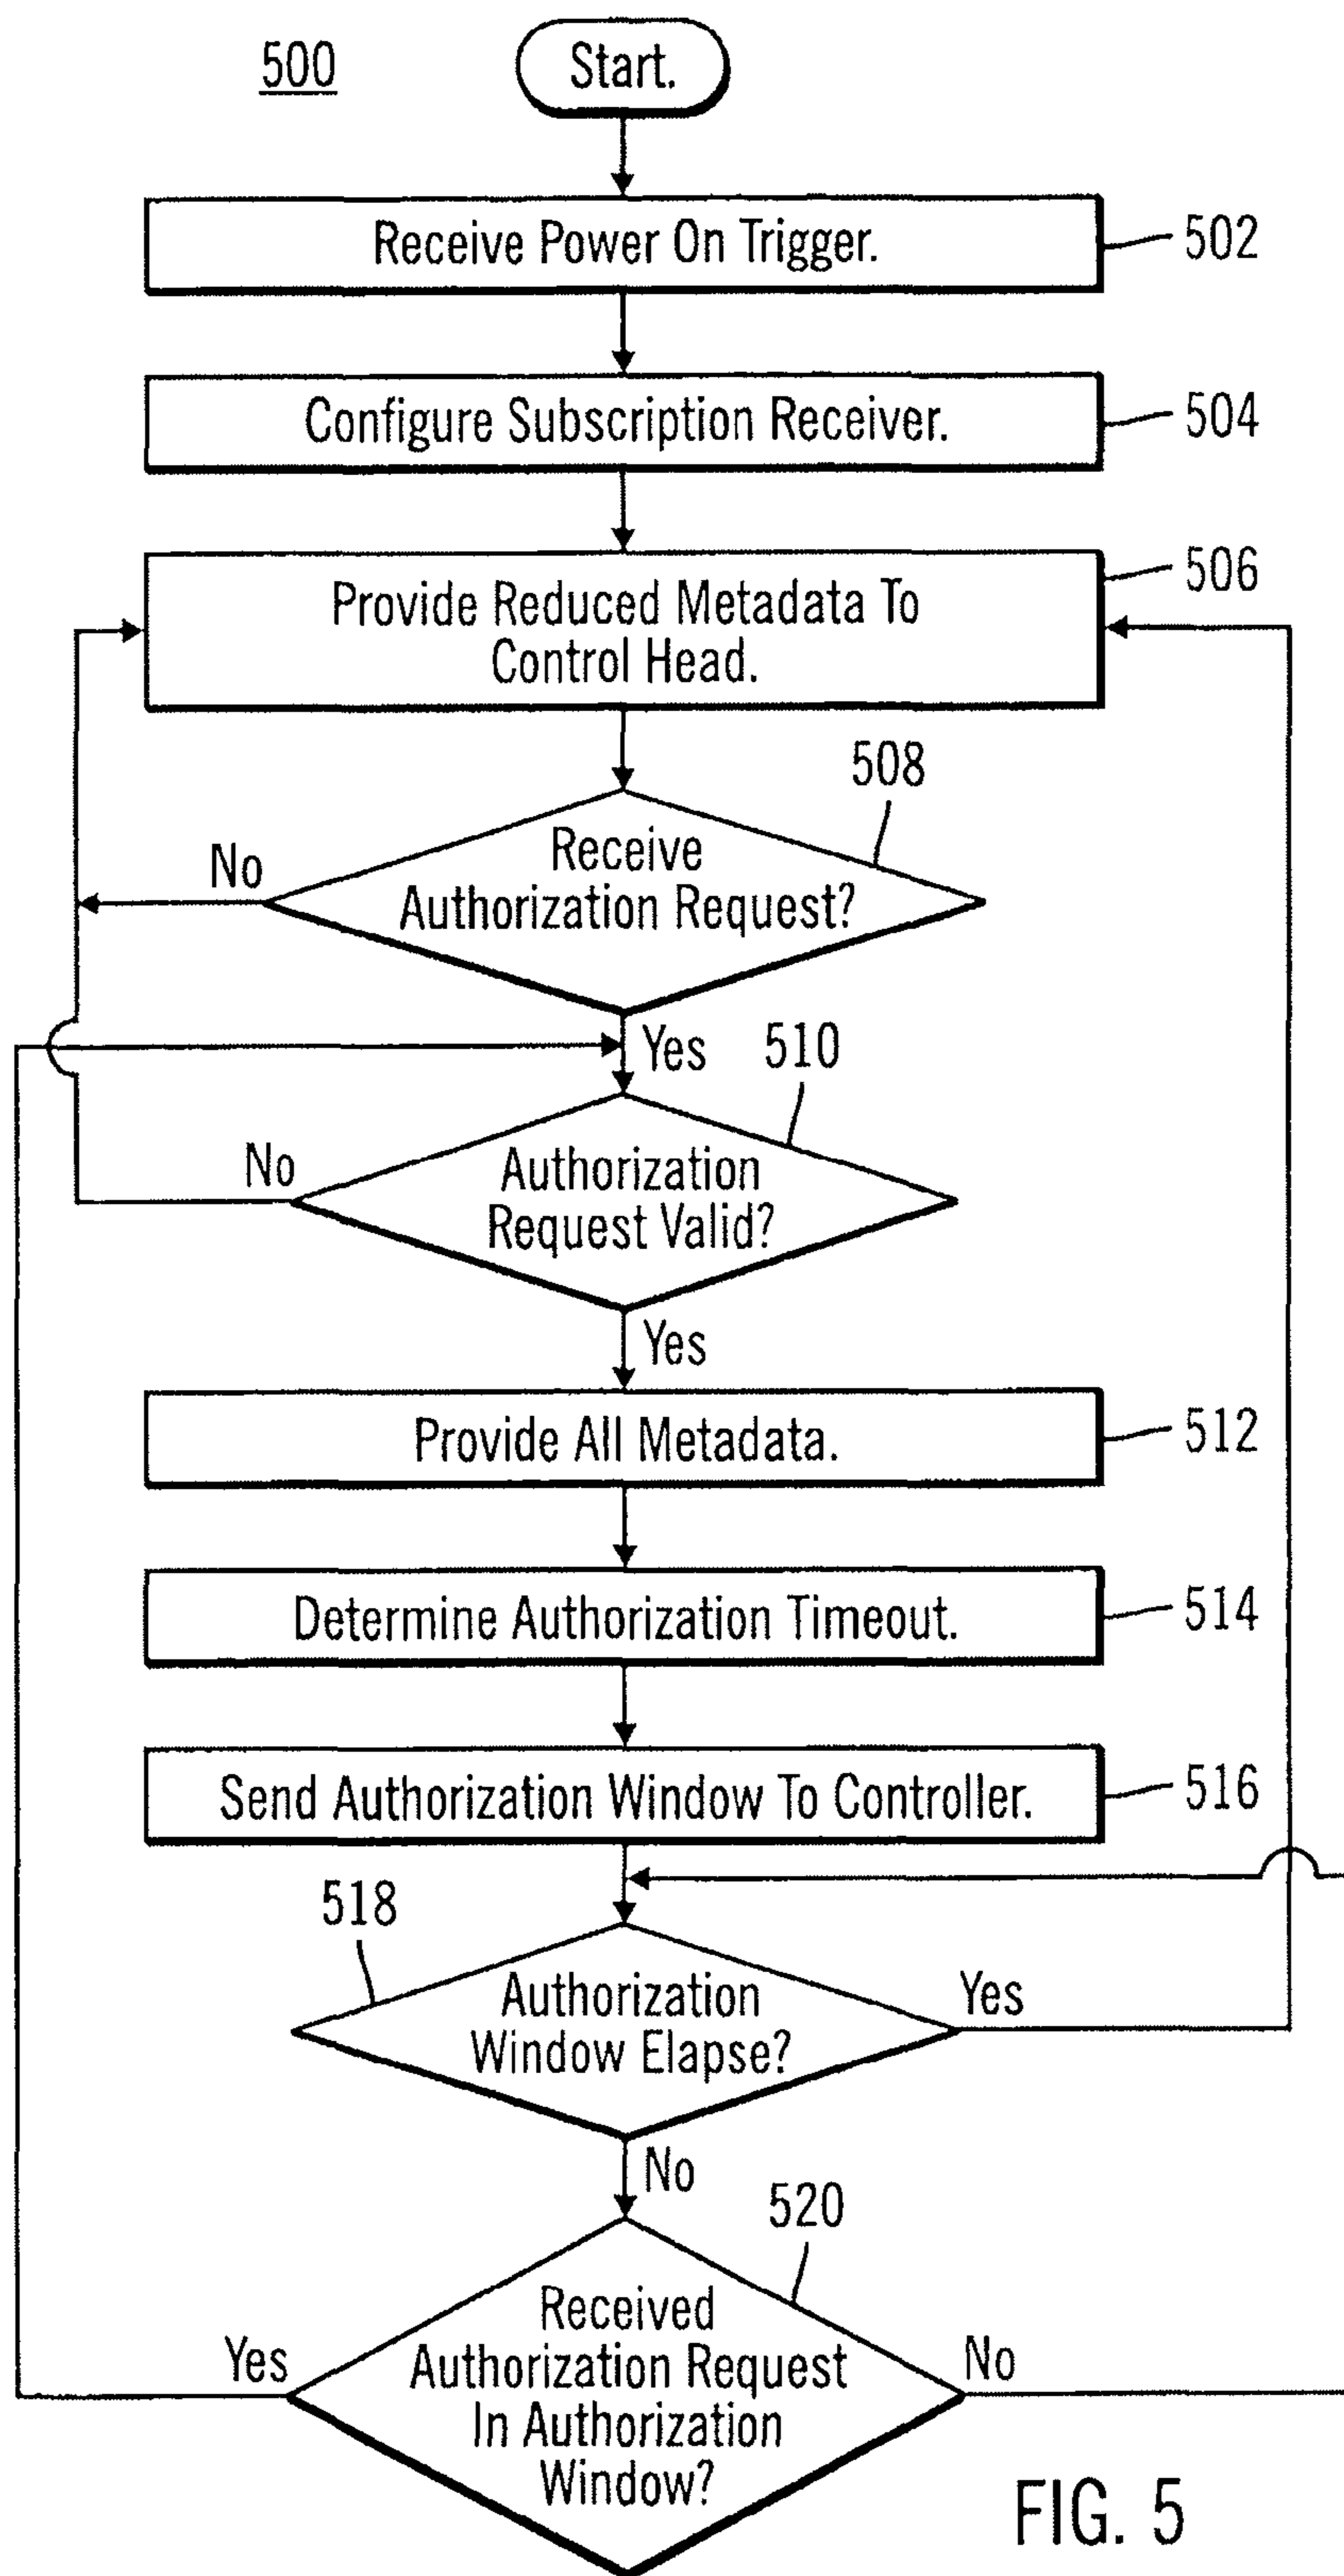 500
Start.
Receive Power On Trigger.
502
Configure Subscription Receiver.
504
Provide Reduced Metadata To
Control Head.
506
508
Receive
Authorization Request?
No
Yes
510
Authorization
Request Valid?
No
Yes
Provide All Metadata.
512
Determine Authorization Timeout.
514
Send Authorization Window To Controller.
516
518
Authorization
Window Elapse?
Yes
No
520
Received
Authorization Request
In Authorization
Window?
Yes
No
FIG. 5